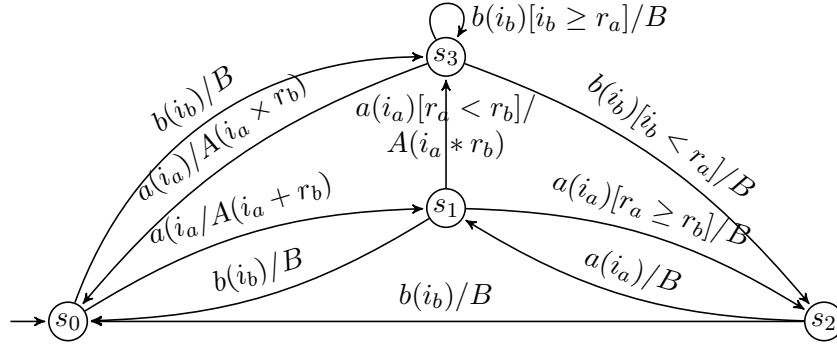 b(i_b)[i_b ≥ r_a]/B
s_3
b(i_b)/B
a(i_a)/A(i_a × r_b)
a(i_a)[r_a < r_b]/
A(i_a * r_b)
b(i_b)[i_b < r_a]/B
a(i_a/A(i_a + r_b)
s_1
a(i_a)[r_a ≥ r_b]/B
b(i_b)/B
a(i_a)/B
b(i_b)/B
s_0
s_2